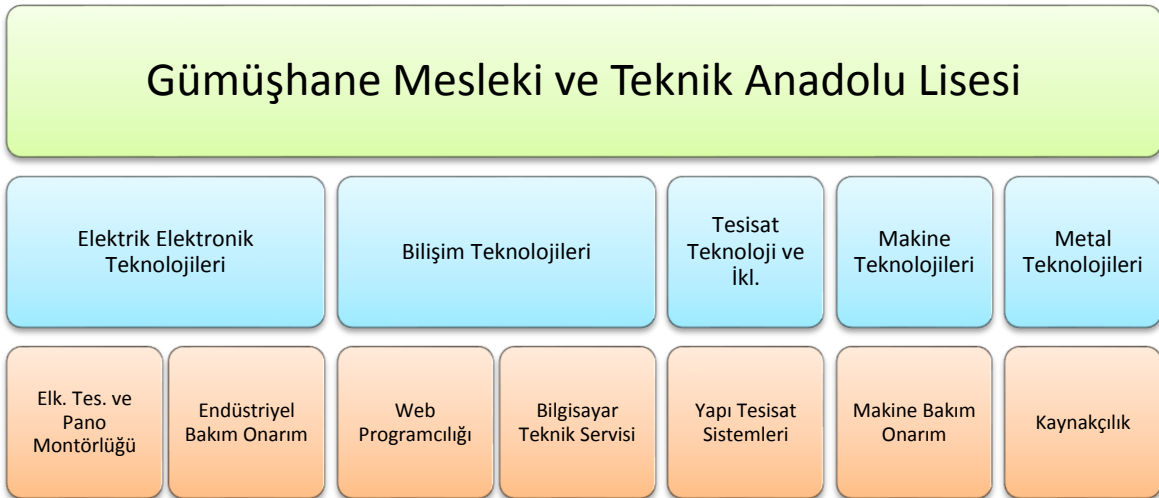 Gümüşhane Mesleki ve Teknik Anadolu Lisesi
Elektrik Elektronik
Teknolojileri
Bilişim Teknolojileri
Tesisat
Teknoloji ve
İkl.
Makine
Teknolojileri
Metal
Teknolojileri
Elk. Tes. ve
Pano
Montörlüğü
Endüstriyel
Bakım Onarım
Web
Programcılığı
Bilgisayar
Teknik Servisi
Yapı Tesisat
Sistemleri
Makine Bakım
Onarım
Kaynakçılık